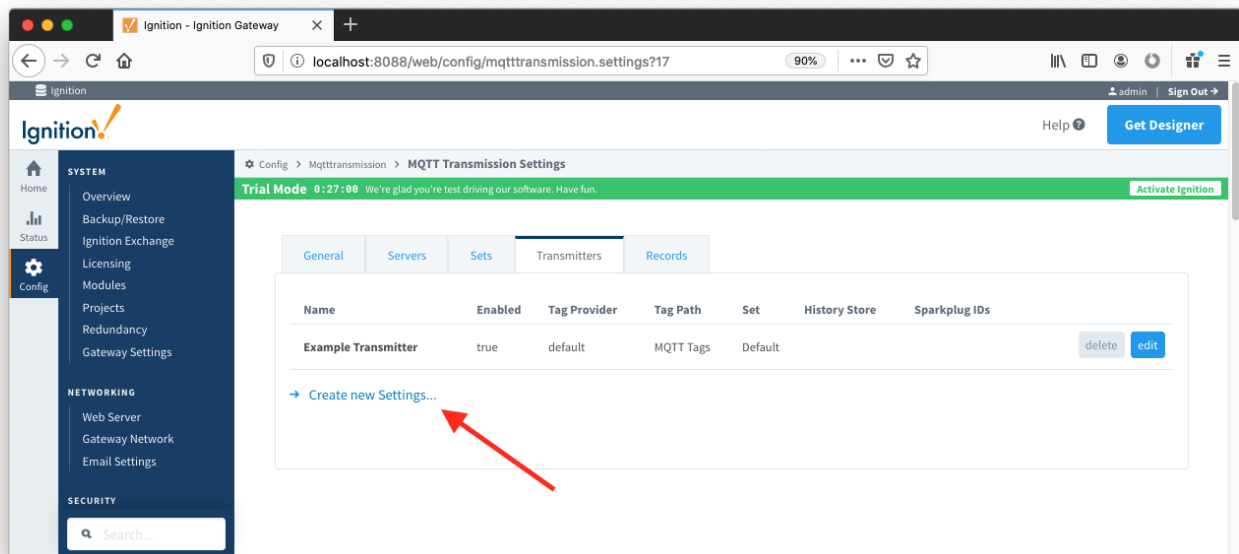 Ignition - Ignition Gateway
localhost:8088/web/config/mqtttransmission.settings?17
90%
Ignition
admin | Sign Out
Ignition!
Help
Get Designer
Home
Status
Config
SYSTEM
Overview
Backup/Restore
Ignition Exchange
Licensing
Modules
Projects
Redundancy
Gateway Settings
NETWORKING
Web Server
Gateway Network
Email Settings
SECURITY
Search...
Config > Mqtttransmission > MQTT Transmission Settings
Trial Mode 0:27:00 We're glad you're test driving our software. Have fun.
Activate Ignition
General Servers Sets Transmitters Records
Name Enabled Tag Provider Tag Path Set History Store Sparkplug IDs
Example Transmitter true default MQTT Tags Default delete edit
→ Create new Settings...